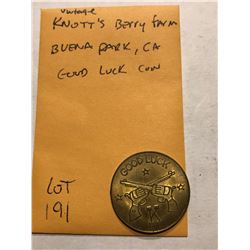 Vintage
KNOTT'S BERRY FARM
BUENA PARK, CA
GOOD LUCK COIN
LOT
191
GOOD LUCK